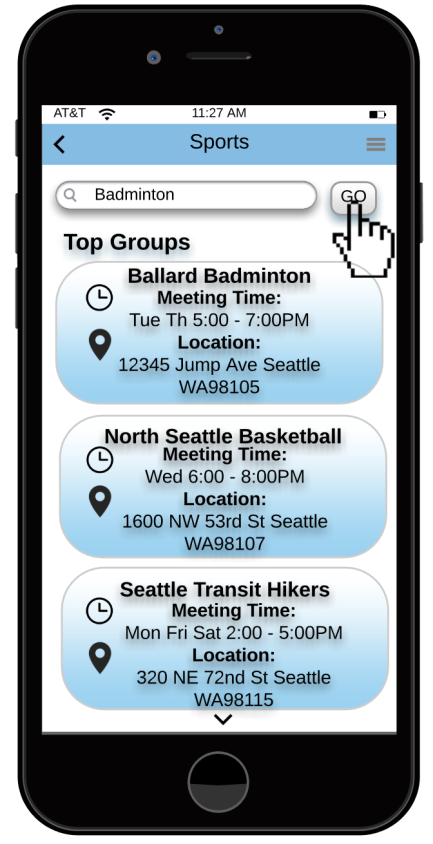 AT&T 11:27 AM
Sports
Badminton GO
Top Groups
Ballard Badminton
Meeting Time:
Tue Th 5:00 - 7:00PM
Location:
12345 Jump Ave Seattle
WA98105
North Seattle Basketball
Meeting Time:
Wed 6:00 - 8:00PM
Location:
1600 NW 53rd St Seattle
WA98107
Seattle Transit Hikers
Meeting Time:
Mon Fri Sat 2:00 - 5:00PM
Location:
320 NE 72nd St Seattle
WA98115